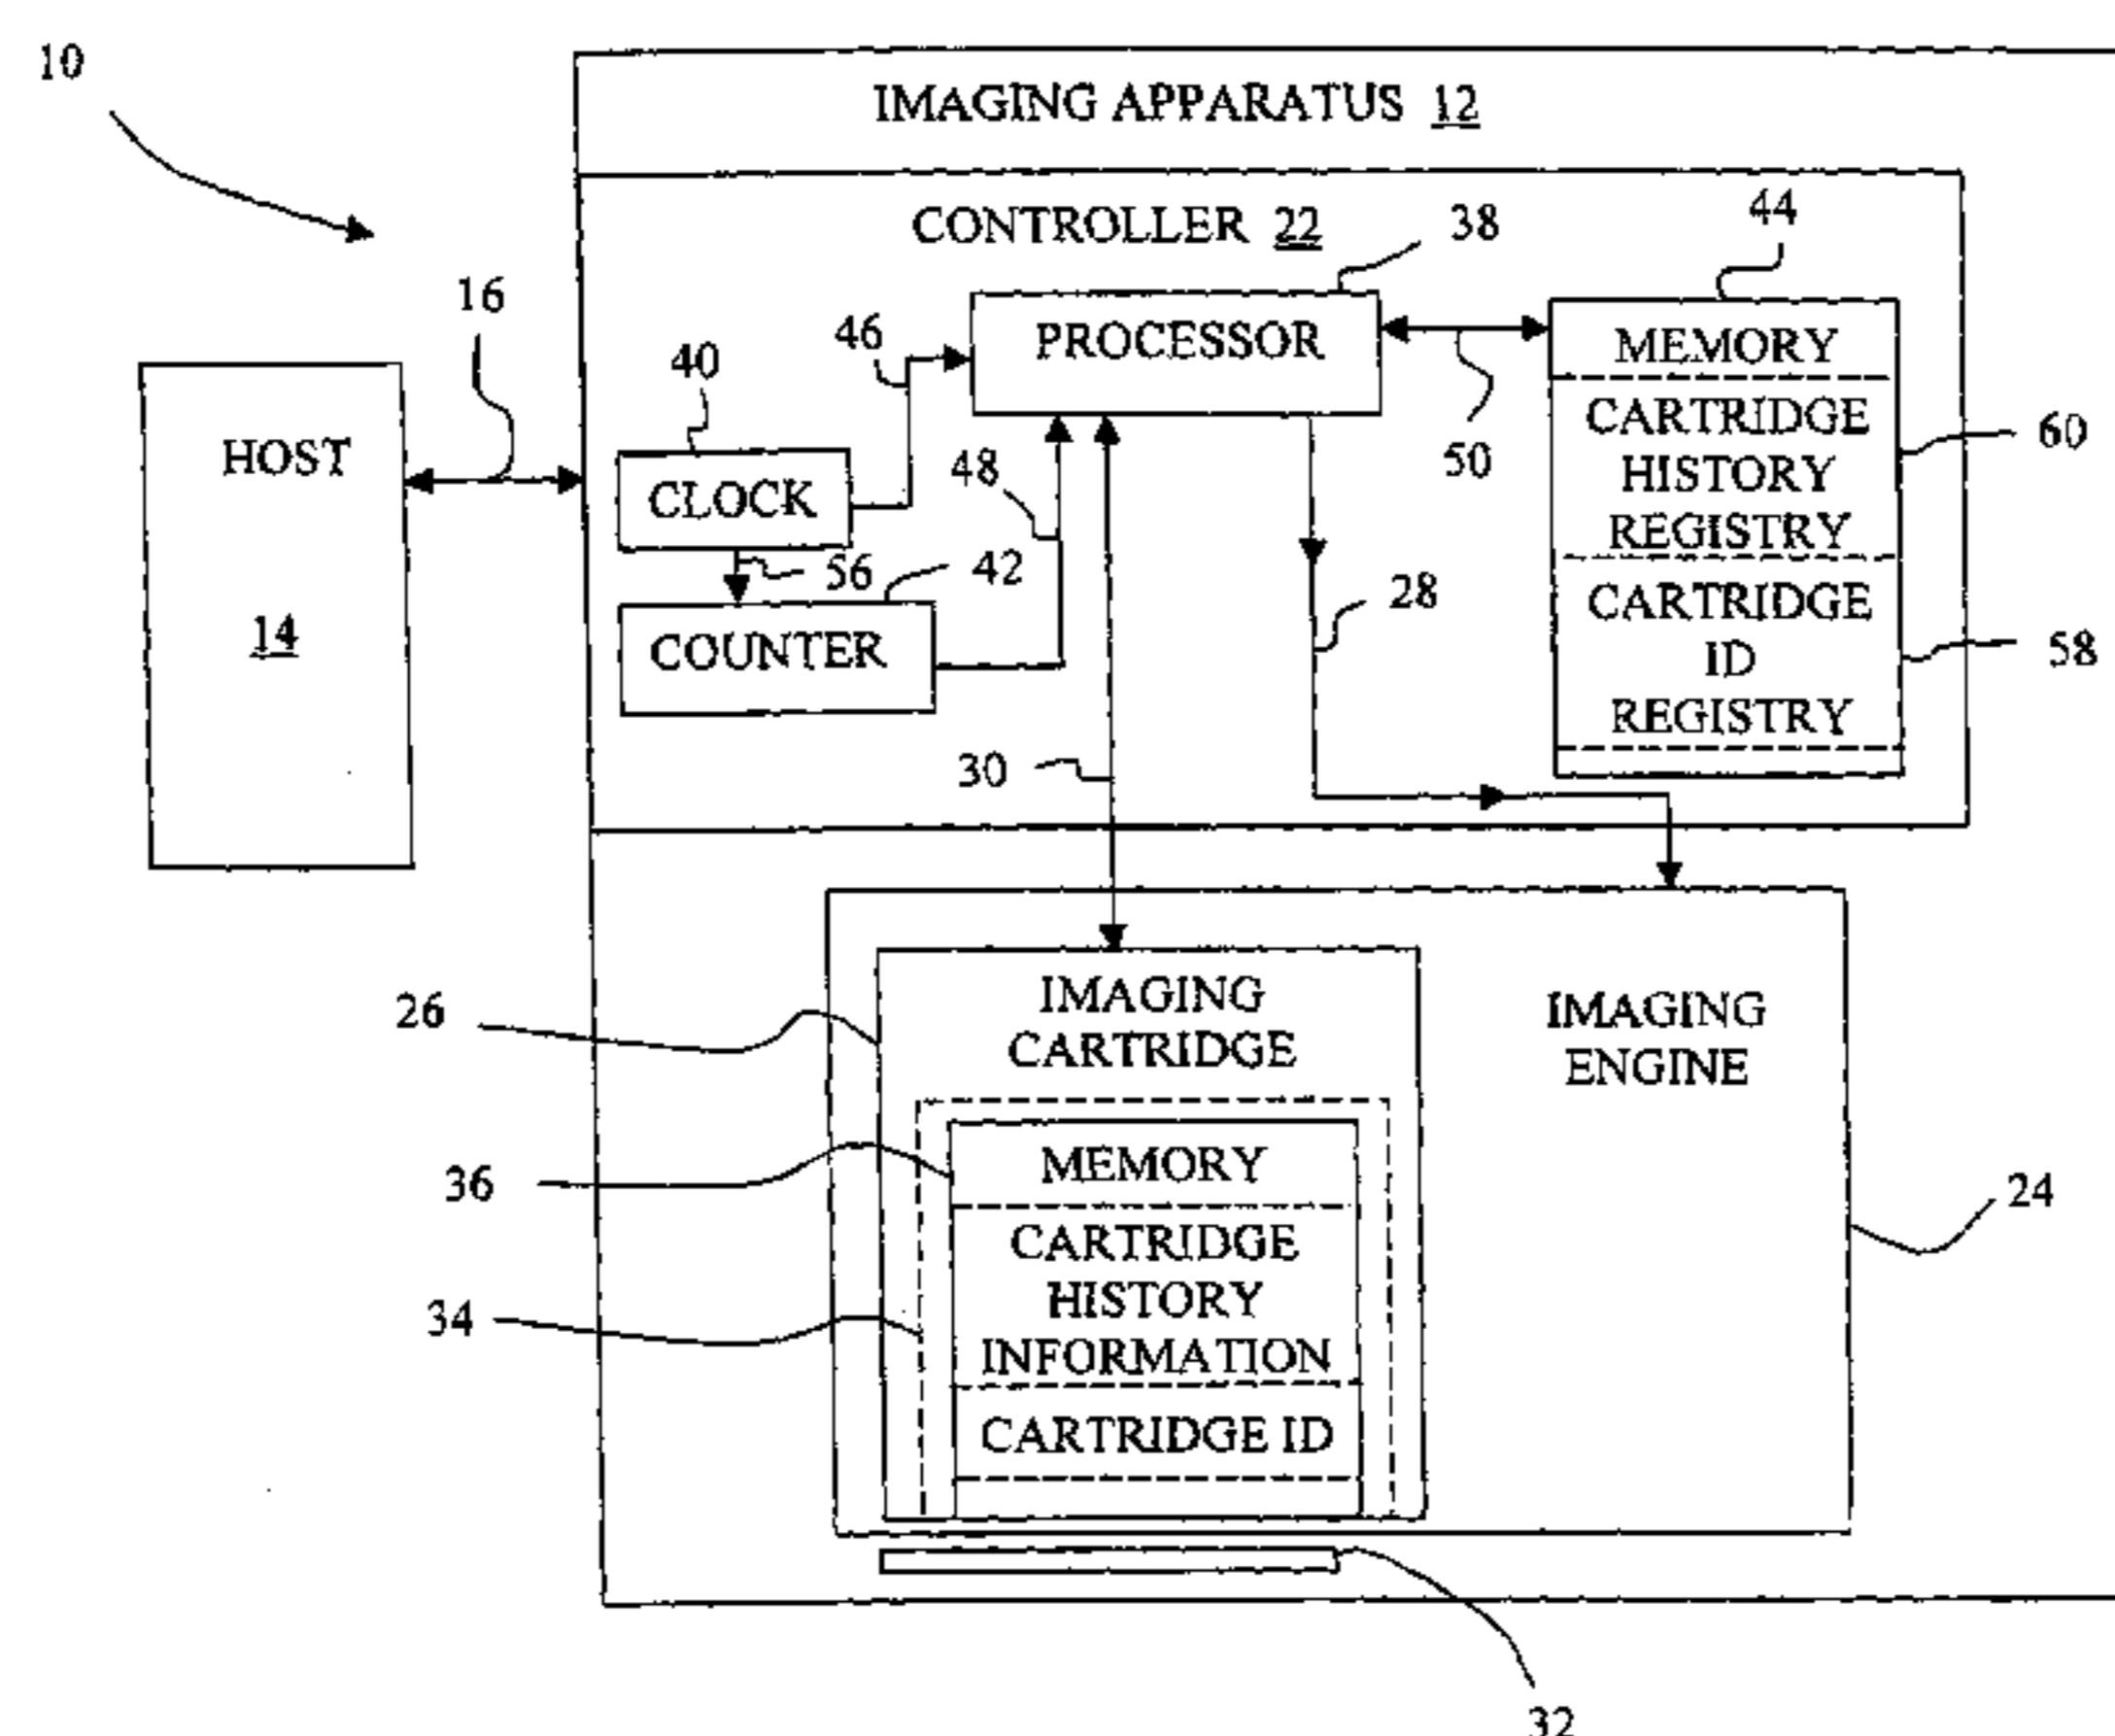 10
IMAGING APPARATUS 12
CONTROLLER 22
38
44
16
46
PROCESSOR
MEMORY
40
CARTRIDGE
HISTORY
REGISTRY
60
HOST
48
50
CLOCK
56
42
28
CARTRIDGE
ID
REGISTRY
58
14
COUNTER
30
26
IMAGING
CARTRIDGE
IMAGING
ENGINE
36
MEMORY
24
CARTRIDGE
HISTORY
INFORMATION
34
CARTRIDGE ID
32